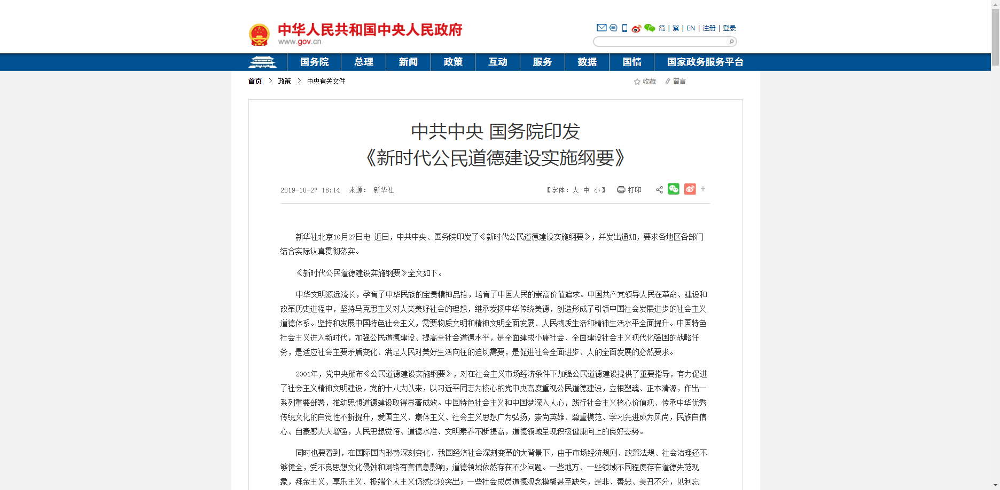 中华人民共和国中央人民政府
www.gov.cn
简 | 繁 | EN | 注册 | 登录
国务院 总理 新闻 政策 互动 服务 数据 国情 国家政务服务平台
首页 > 政策 > 中央有关文件
收藏 留言
中共中央 国务院印发
《新时代公民道德建设实施纲要》
2019-10-27 18:14 来源： 新华社
【字体：大 中 小】 打印
新华社北京10月27日电 近日，中共中央、国务院印发了《新时代公民道德建设实施纲要》，并发出通知，要求各地区各部门
结合实际认真贯彻落实。
《新时代公民道德建设实施纲要》全文如下。
中华文明源远流长，孕育了中华民族的宝贵精神品格，培育了中国人民的崇高价值追求。中国共产党领导人民在革命、建设和
改革历史进程中，坚持马克思主义对人类美好社会的理想，继承发扬中华传统美德，创造形成了引领中国社会发展进步的社会主义
道德体系。坚持和发展中国特色社会主义，需要物质文明和精神文明全面发展、人民物质生活和精神生活水平全面提升。中国特色
社会主义进入新时代，加强公民道德建设、提高全社会道德水平，是全面建成小康社会、全面建设社会主义现代化强国的战略任
务，是适应社会主要矛盾变化、满足人民对美好生活向往的迫切需要，是促进社会全面进步、人的全面发展的必然要求。
2001年，党中央颁布《公民道德建设实施纲要》，对在社会主义市场经济条件下加强公民道德建设提供了重要指导，有力促进
了社会主义精神文明建设。党的十八大以来，以习近平同志为核心的党中央高度重视公民道德建设，立根塑魂、正本清源，作出一
系列重要部署，推动思想道德建设取得显著成效。中国特色社会主义和中国梦深入人心，践行社会主义核心价值观、传承中华优秀
传统文化的自觉性不断提升，爱国主义、集体主义、社会主义思想广为弘扬，崇尚英雄、尊重模范、学习先进成为风尚，民族自信
心、自豪感大大增强，人民思想觉悟、道德水准、文明素养不断提高，道德领域呈现积极健康向上的良好态势。
同时也要看到，在国际国内形势深刻变化、我国经济社会深刻变革的大背景下，由于市场经济规则、政策法规、社会治理还不
够健全，受不良思想文化侵蚀和网络有害信息影响，道德领域依然存在不少问题。一些地方、一些领域不同程度存在道德失范现
象，拜金主义、享乐主义、极端个人主义仍然比较突出；一些社会成员道德观念模糊甚至缺失，是非、善恶、美丑不分，见利忘